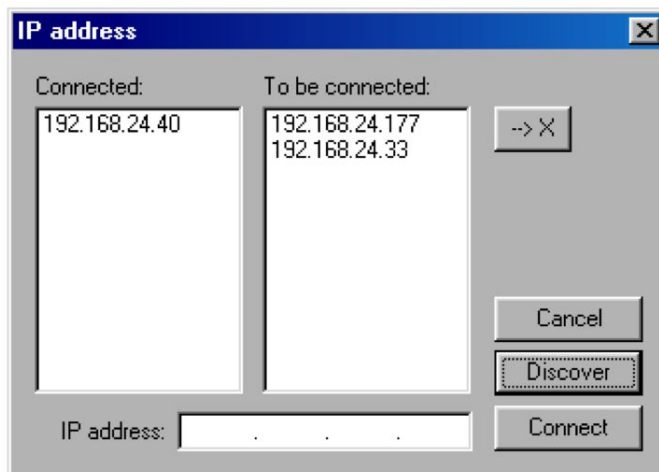 IP address
Connected:
To be connected:
192.168.24.40
192.168.24.177
192.168.24.33
--> X
Cancel
Discover
IP address: . . .
Connect